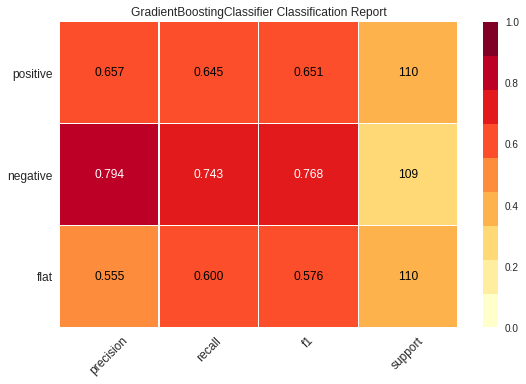 GradientBoostingClassifier Classification Report
positive 0.657 0.645 0.651 110
negative 0.794 0.743 0.768 109
flat 0.555 0.600 0.576 110
precision recall f1 support
1.0
0.8
0.6
0.4
0.2
0.0